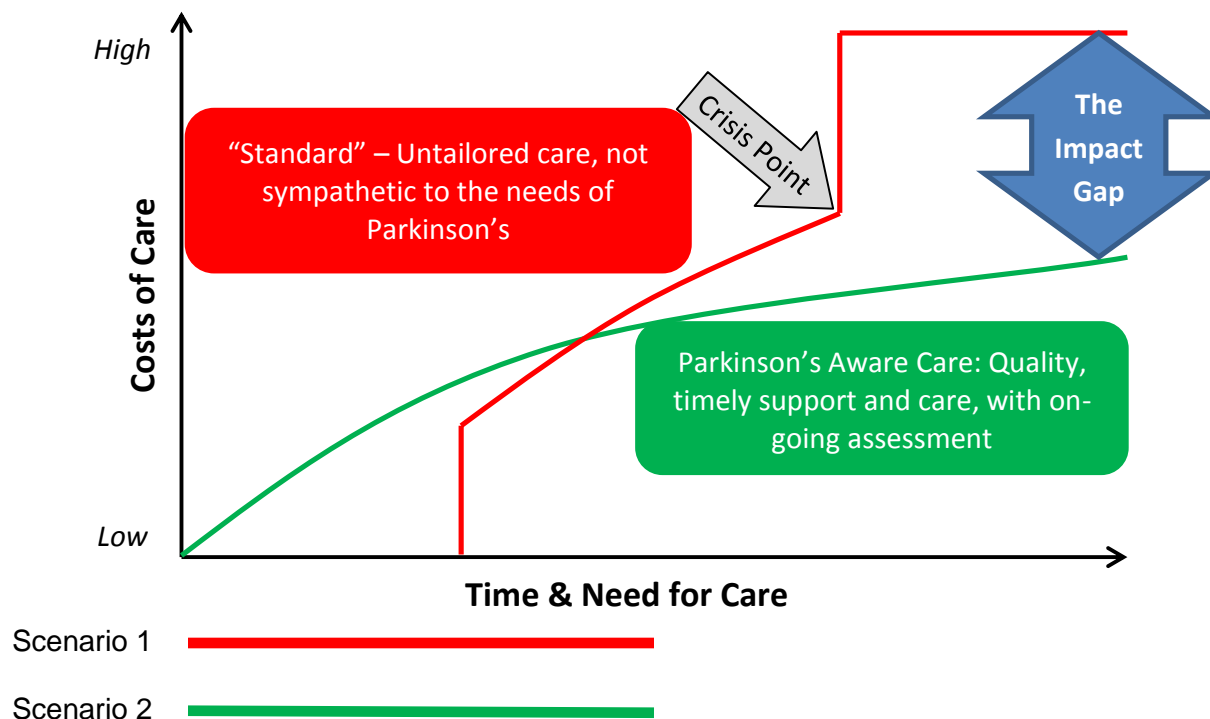 High
"Standard" – Untailored care, not
sympathetic to the needs of
Parkinson's
Crisis Point
The
Impact
Gap
Costs of Care
Parkinson's Aware Care: Quality,
timely support and care, with on-
going assessment
Low
Time & Need for Care
Scenario 1
Scenario 2